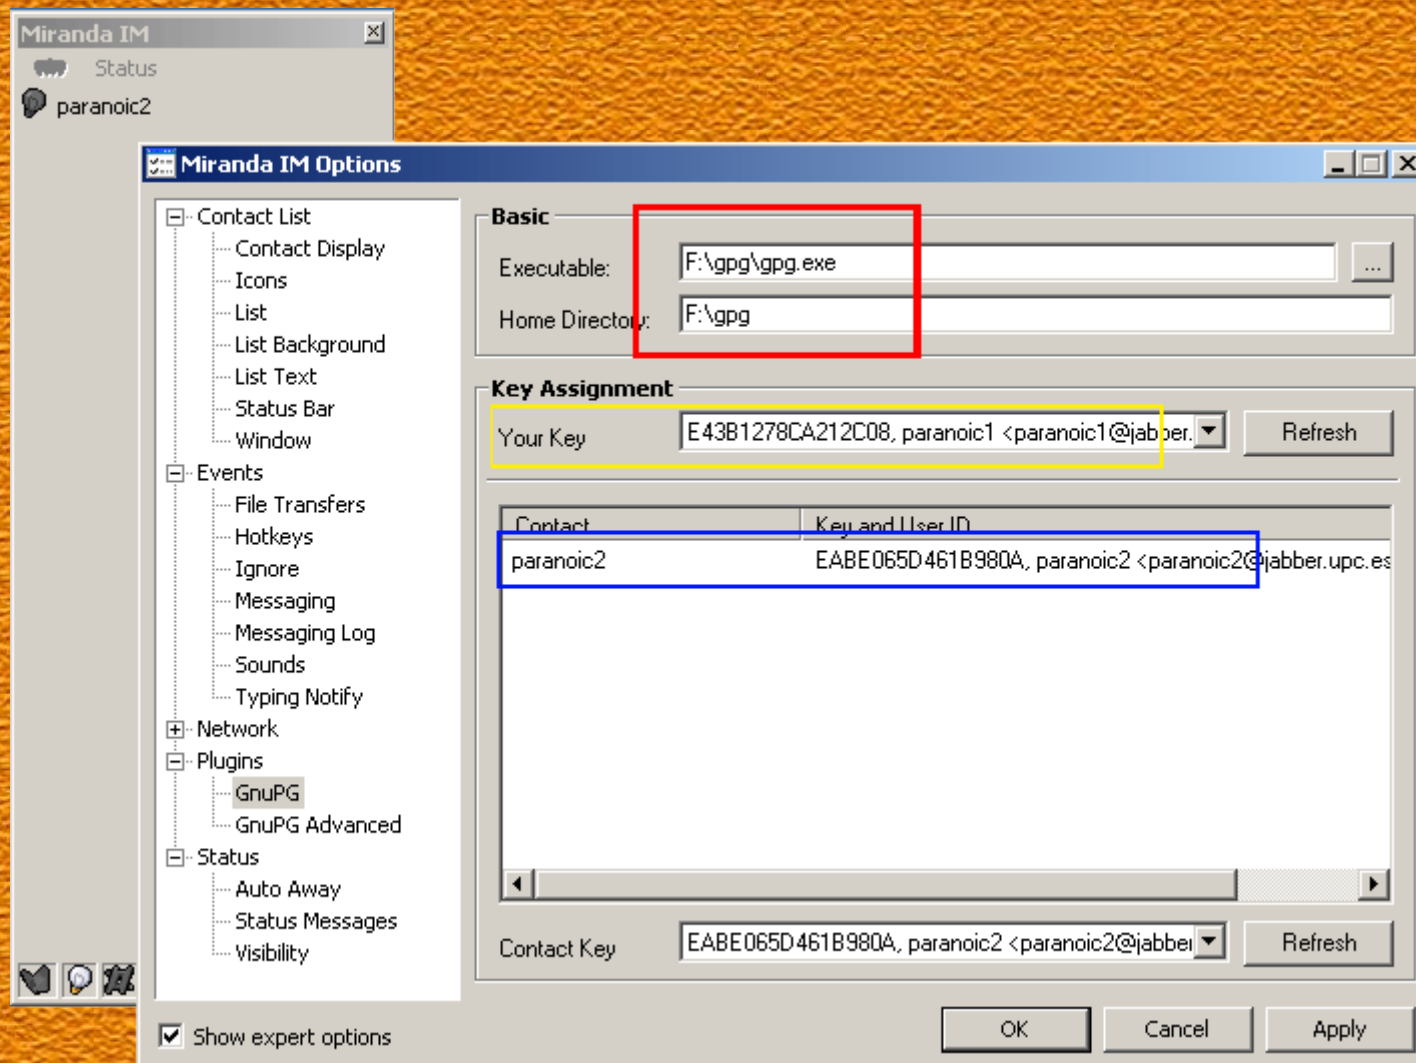 Miranda IM
Status
paranoic2
Miranda IM Options
Contact List
Contact Display
Icons
List
List Background
List Text
Status Bar
Window
Events
File Transfers
Hotkeys
Ignore
Messaging
Messaging Log
Sounds
Typing Notify
Network
Plugins
GnuPG
GnuPG Advanced
Status
Auto Away
Status Messages
Visibility
Show expert options
Basic
Executable: F:\gpg\gpg.exe ...
Home Directory: F:\gpg
Key Assignment
Your Key E43B1278CA212C08, paranoic1 <paranoic1@jabber. Refresh
Contact Key and User ID
paranoic2 EABE065D461B980A, paranoic2 <paranoic2@jabber.upc.es
Contact Key EABE065D461B980A, paranoic2 <paranoic2@jabber Refresh
OK Cancel Apply